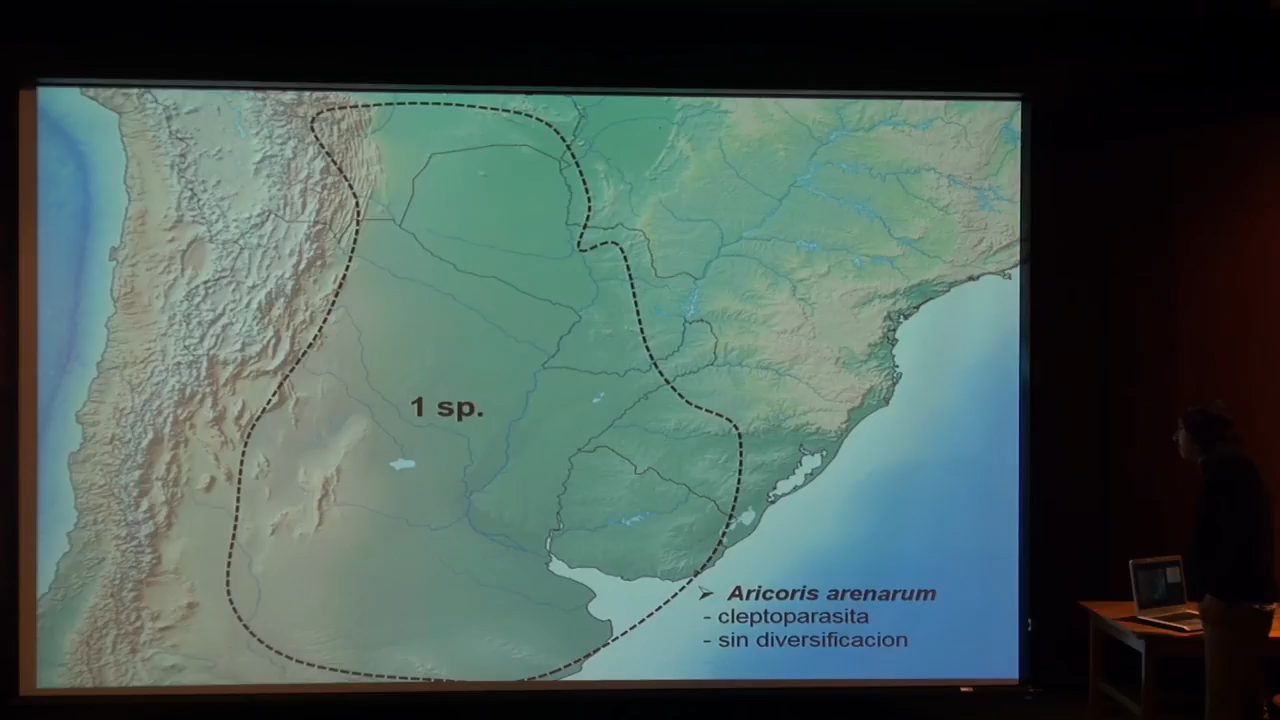 1 sp.
➢ Aricoris arenarum
- cleptoparasita
- sin diversificacion